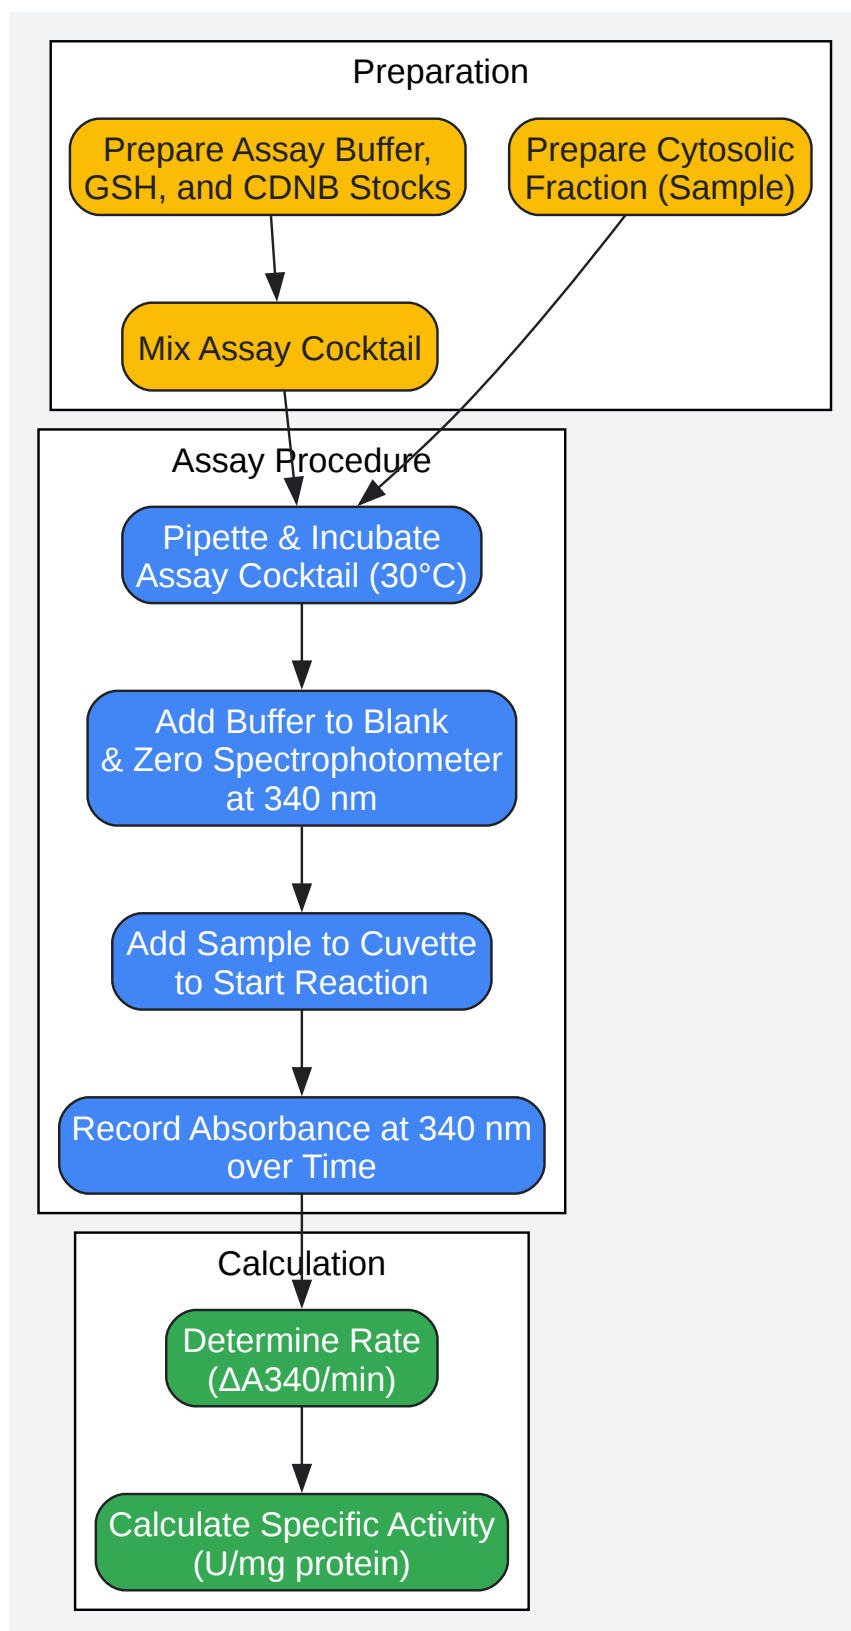 Preparation
Prepare Assay Buffer,
GSH, and CDNB Stocks
Prepare Cytosolic
Fraction (Sample)
Mix Assay Cocktail
Assay Procedure
Pipette & Incubate
Assay Cocktail (30°C)
Add Buffer to Blank
& Zero Spectrophotometer
at 340 nm
Add Sample to Cuvette
to Start Reaction
Record Absorbance at 340 nm
over Time
Calculation
Determine Rate
(ΔA340/min)
Calculate Specific Activity
(U/mg protein)